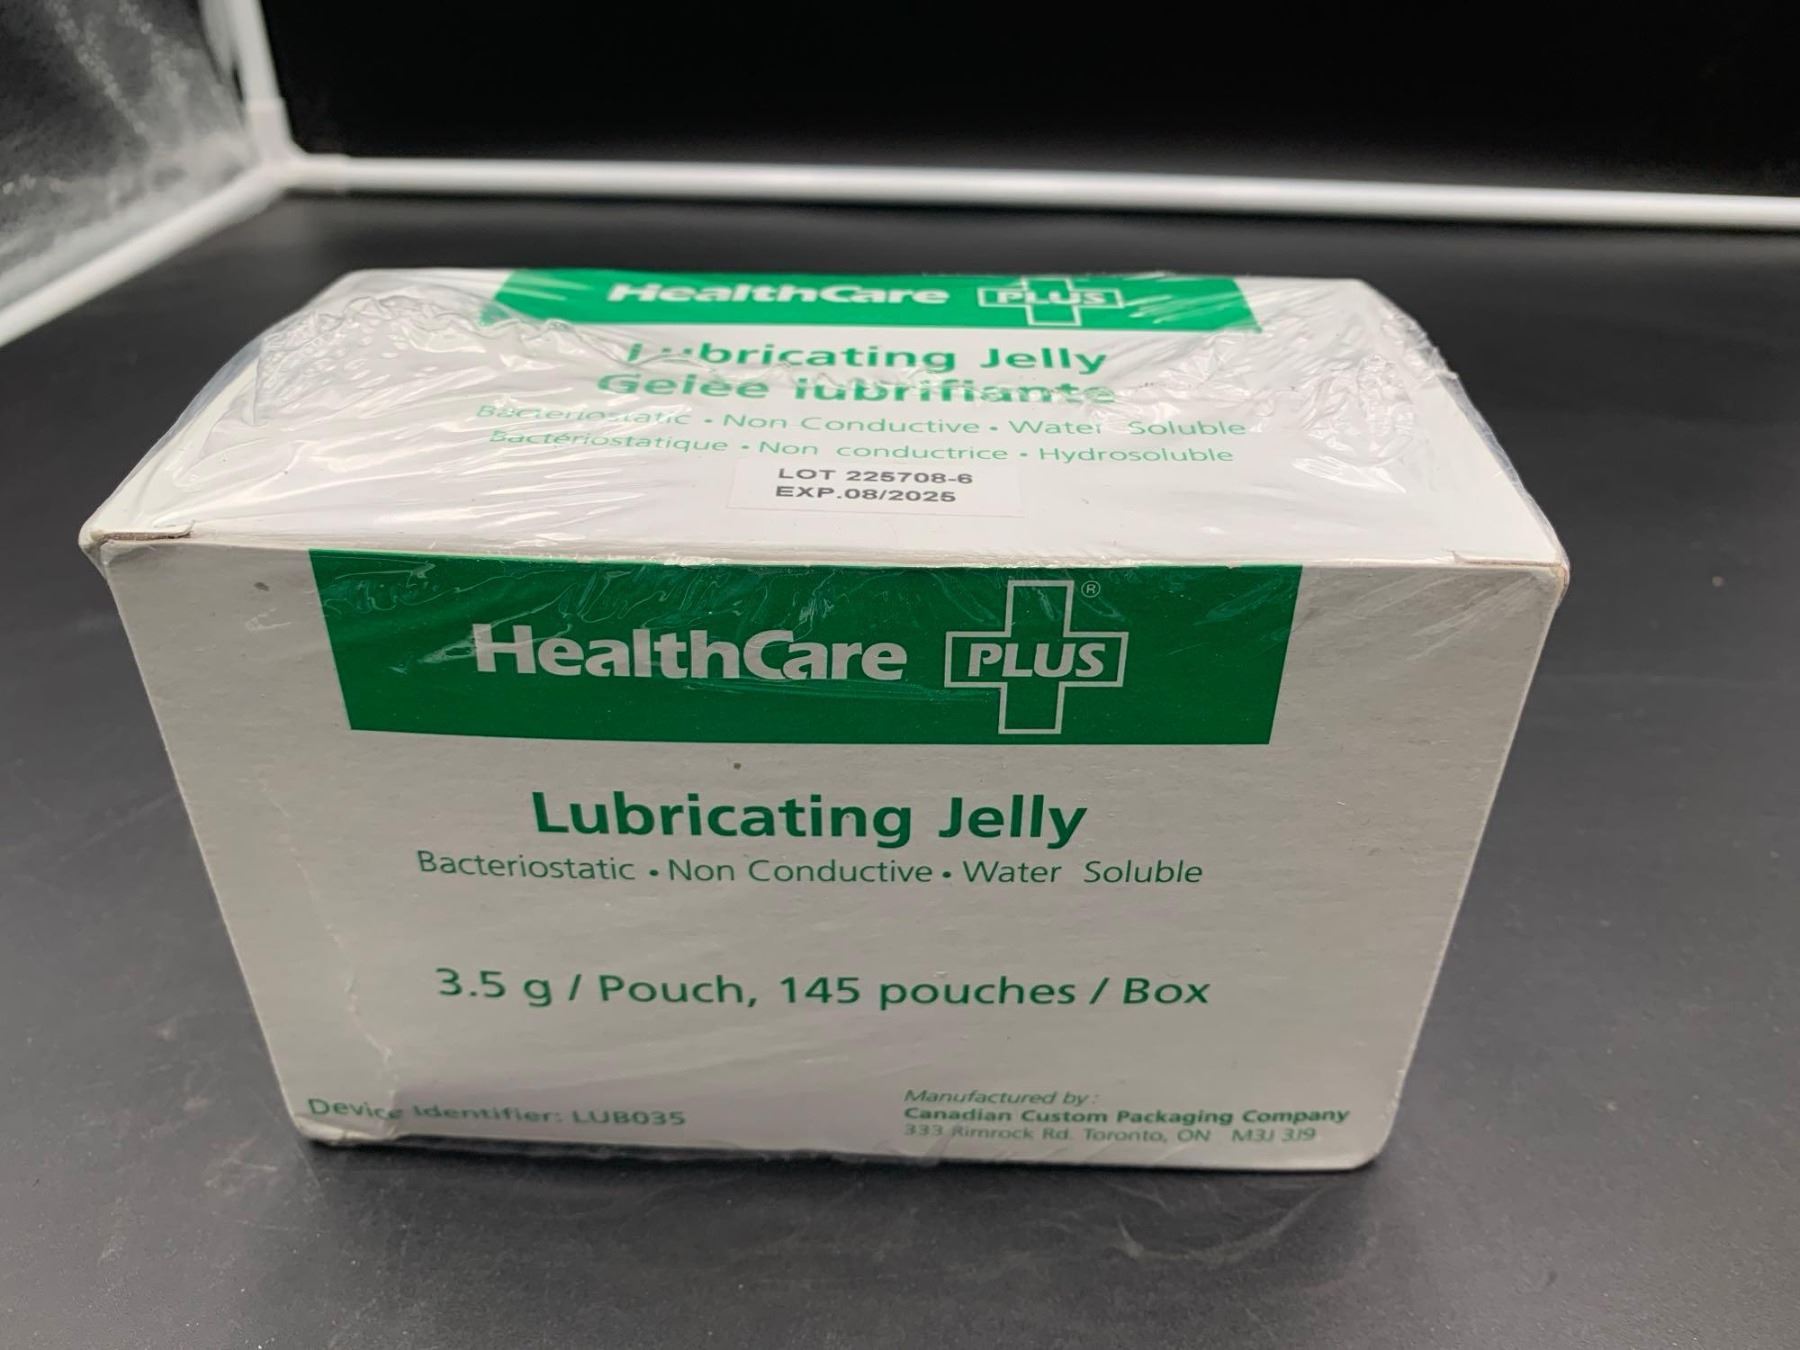 HealthCare PLUS
Lubricating Jelly
Gelée lubrifiante
Bacteriostatic • Non Conductive • Water Soluble
Bactériostatique • Non conductrice • Hydrosoluble
LOT 225708-6
EXP.08/2025
HealthCare PLUS ®
Lubricating Jelly
Bacteriostatic • Non Conductive • Water Soluble
3.5 g / Pouch, 145 pouches / Box
Device Identifier: LUB035
Manufactured by:
Canadian Custom Packaging Company
333 Rimrock Rd. Toronto, ON M3J 3J9